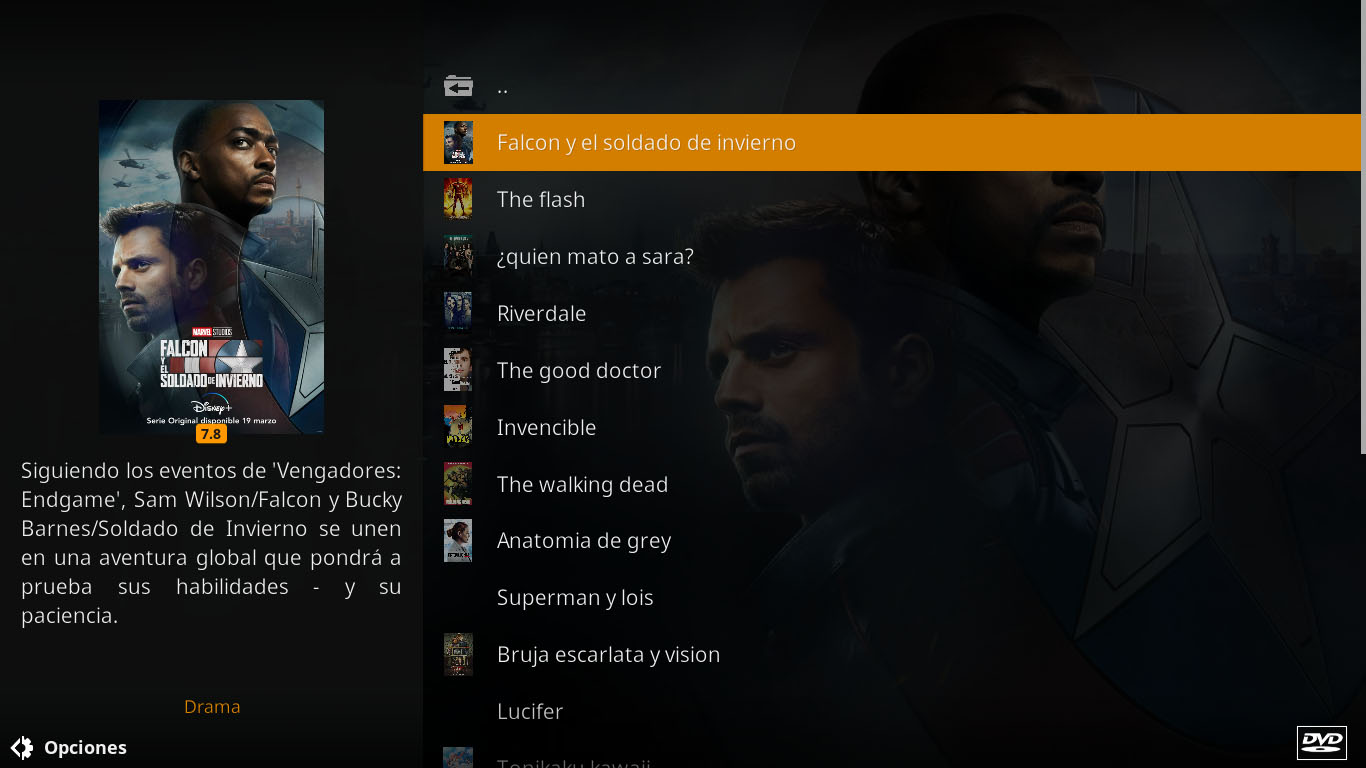 ..
Falcon y el soldado de invierno
The flash
¿quien mato a sara?
Riverdale
The good doctor
Invencible
The walking dead
Anatomia de grey
Superman y lois
Bruja escarlata y vision
Lucifer
Tonikaku kawaii
MARVEL STUDIOS
FALCON
Y EL
SOLDADO DE INVIERNO
Disney+
Serie Original disponible 19 marzo
7.8
Siguiendo los eventos de 'Vengadores:
Endgame', Sam Wilson/Falcon y Bucky
Barnes/Soldado de Invierno se unen
en una aventura global que pondrá a
prueba sus habilidades - y su
paciencia.
Drama
Opciones
DVD